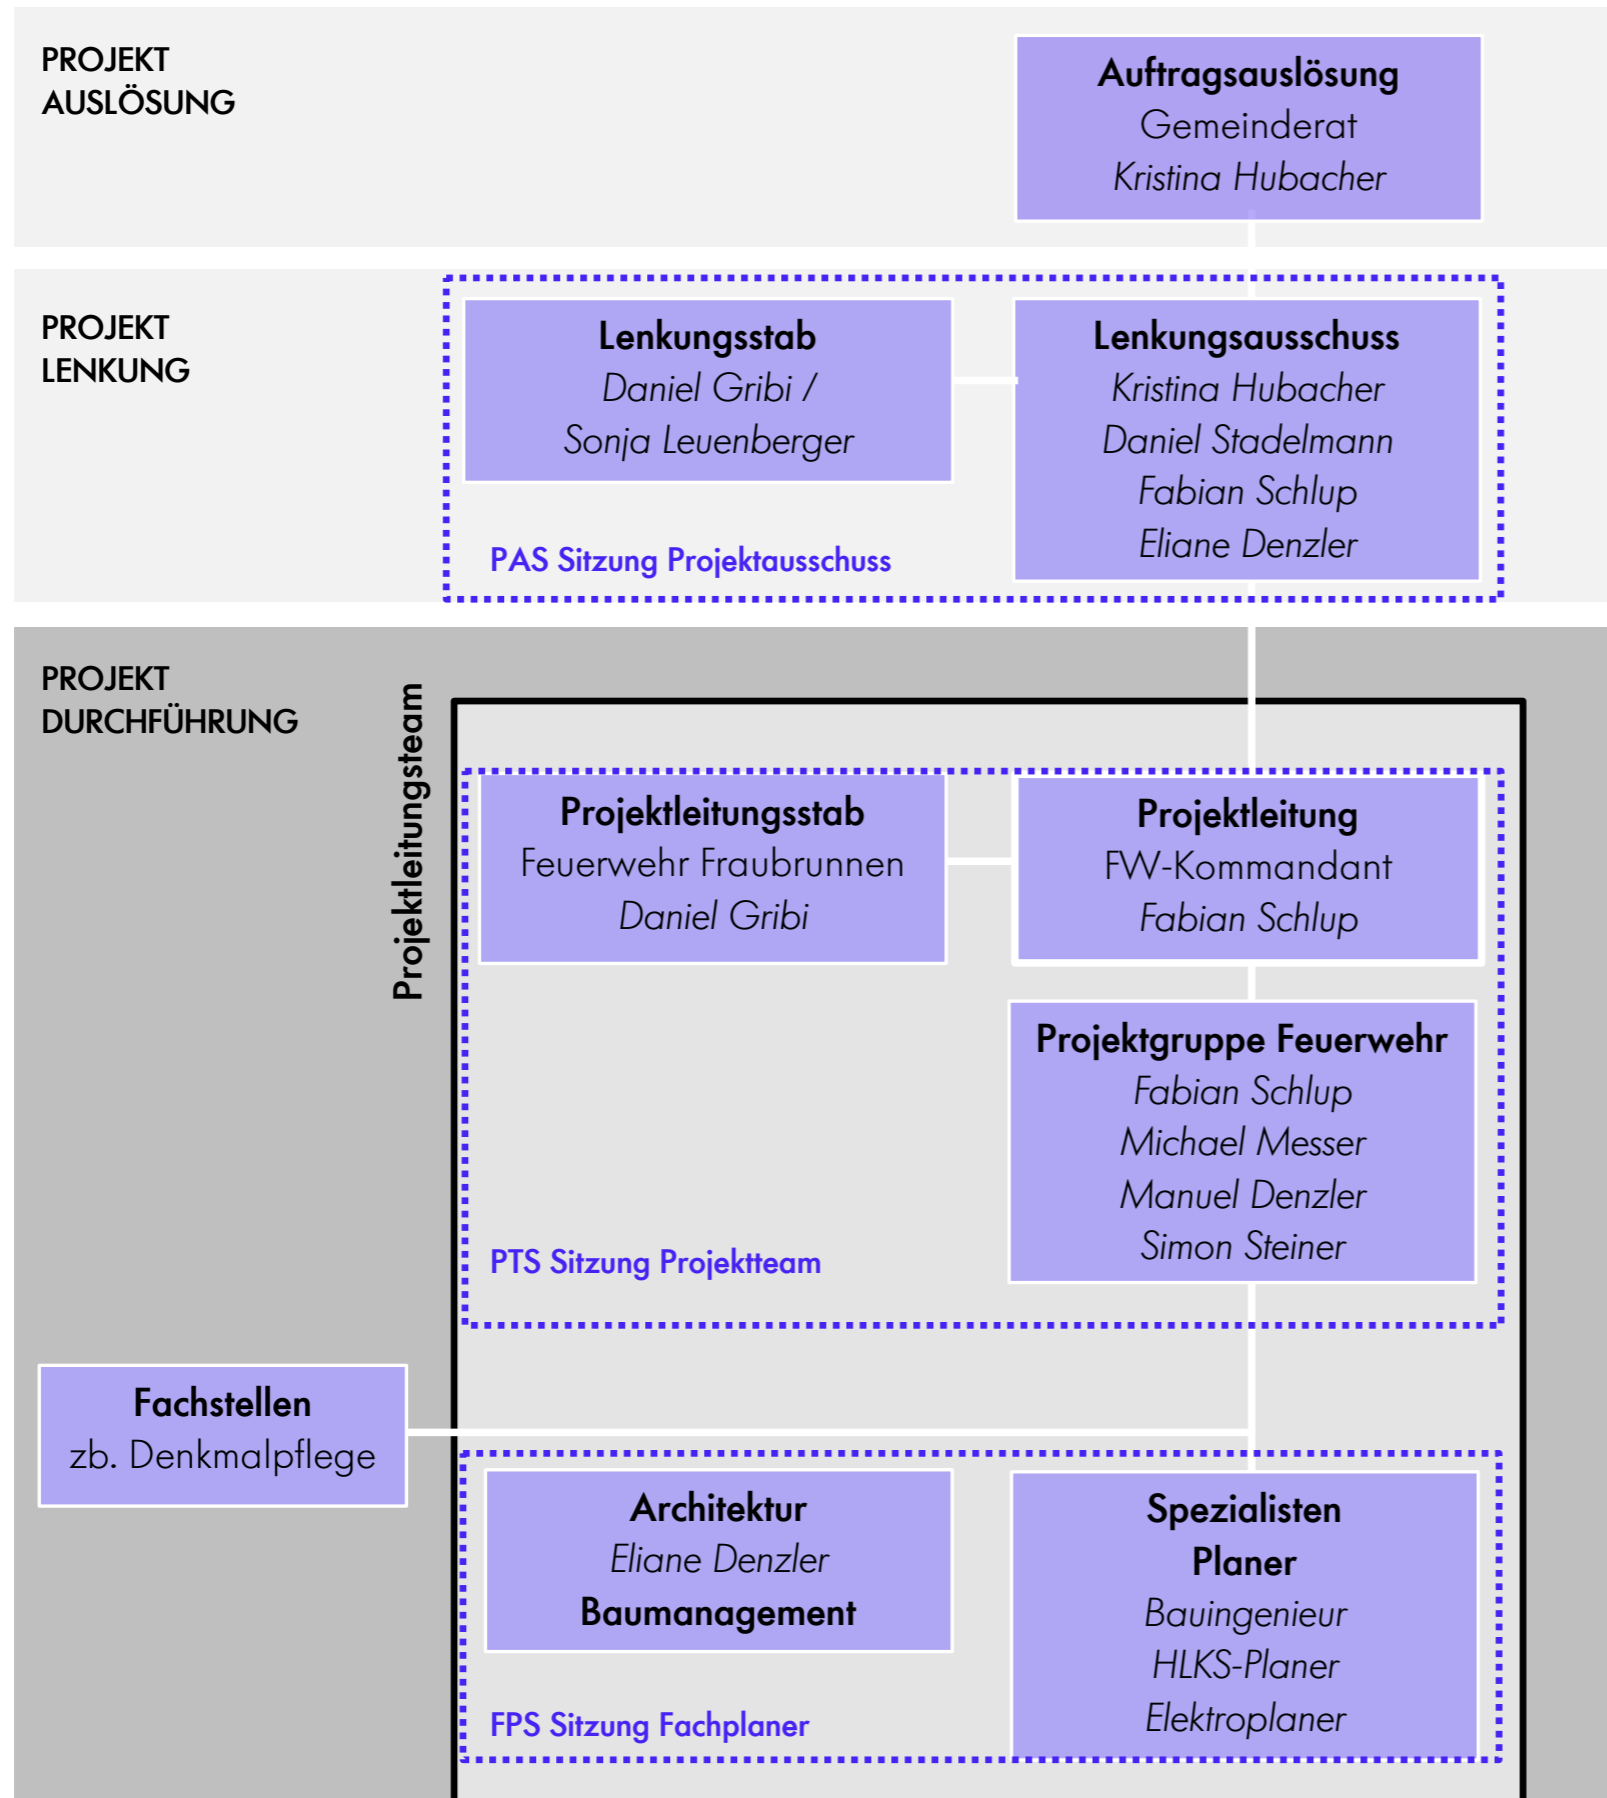 PROJEKT
AUSLÖSUNG
Auftragsauslösung
Gemeinderat
Kristina Hubacher
PROJEKT
LENKUNG
Lenkungsstab
Daniel Gribi /
Sonja Leuenberger
Lenkungsausschuss
Kristina Hubacher
Daniel Stadelmann
Fabian Schlup
Eliane Denzler
PAS Sitzung Projektausschuss
PROJEKT
DURCHFÜHRUNG
Projektleitungsteam
Projektleitungsstab
Feuerwehr Fraubrunnen
Daniel Gribi
Projektleitung
FW-Kommandant
Fabian Schlup
Projektgruppe Feuerwehr
Fabian Schlup
Michael Messer
Manuel Denzler
Simon Steiner
PTS Sitzung Projektteam
Fachstellen
zb. Denkmalpflege
Architektur
Eliane Denzler
Baumanagement
Spezialisten
Planer
Bauingenieur
HLKS-Planer
Elektroplaner
FPS Sitzung Fachplaner